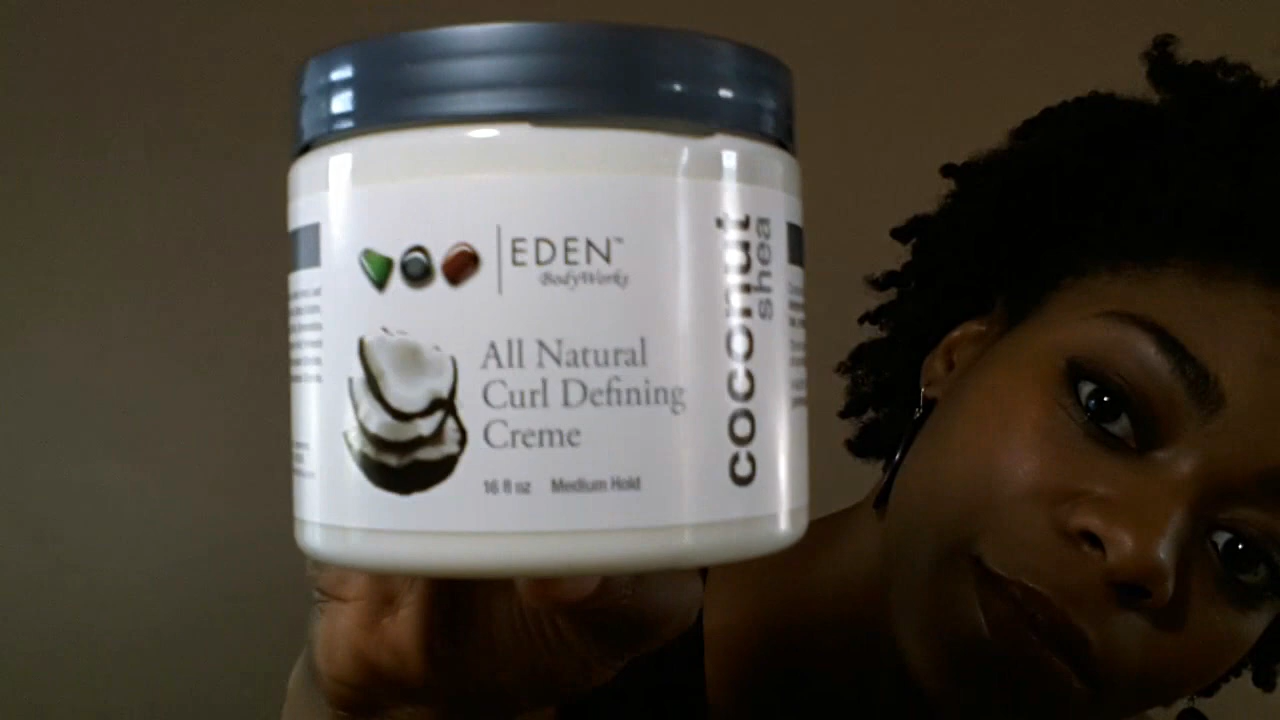 EDEN™
BodyWorks
All Natural
Curl Defining
Creme
16 fl oz Medium Hold
coconut
shea